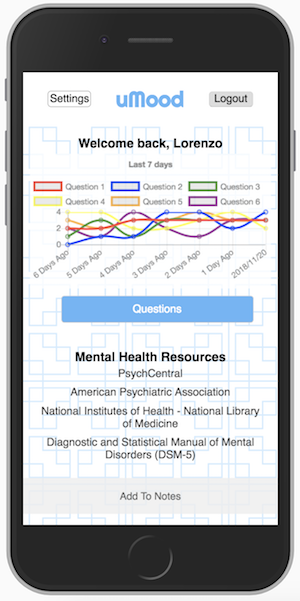 Settings
uMood
Logout
Welcome back, Lorenzo
Last 7 days
Question 1
Question 2
Question 3
Question 4
Question 5
Question 6
4
2
0
6 Days Ago
5 Days Ago
4 Days Ago
3 Days Ago
2 Days Ago
1 Day Ago
2018/11/20
Questions
Mental Health Resources
PsychCentral
American Psychiatric Association
National Institutes of Health - National Library
of Medicine
Diagnostic and Statistical Manual of Mental
Disorders (DSM-5)
Add To Notes